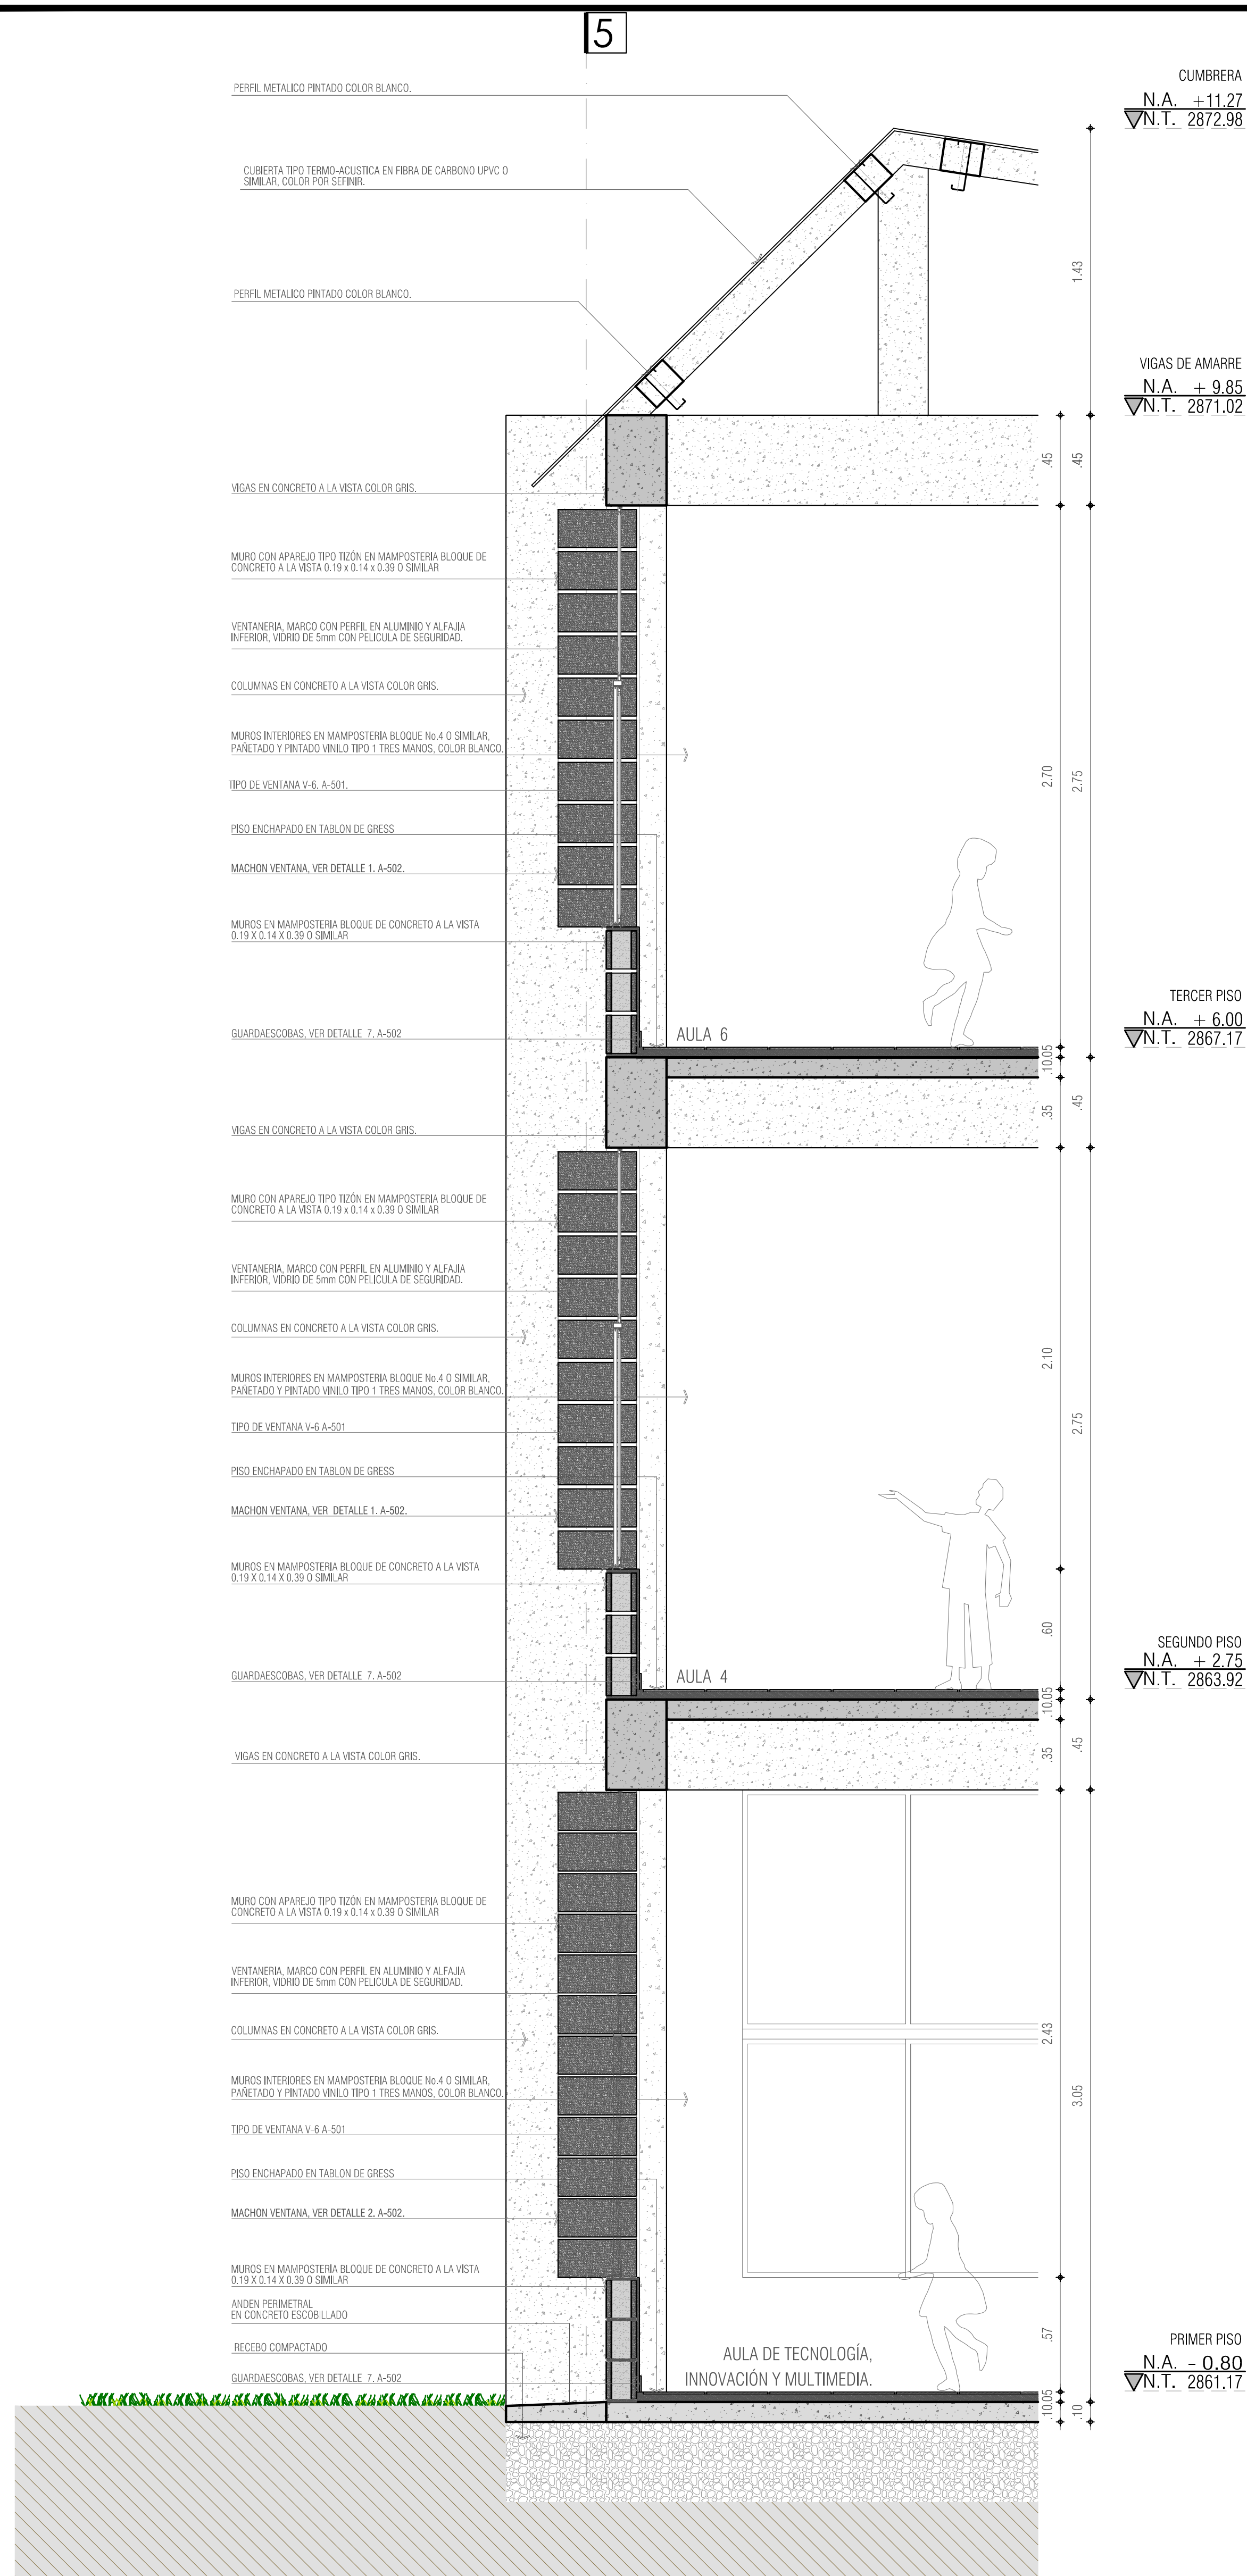 5
PERFIL METALICO PINTADO COLOR BLANCO.
CUMBRERA
N.A. +11.27
N.T. 2872.98
CUBIERTA TIPO TERMO-ACUSTICA EN FIBRA DE CARBONO UPVC O
SIMILAR, COLOR POR SEFINIR.
1.43
PERFIL METALICO PINTADO COLOR BLANCO.
VIGAS DE AMARRE
N.A. + 9.85
N.T. 2871.02
.45
.45
VIGAS EN CONCRETO A LA VISTA COLOR GRIS.
MURO CON APAREJO TIPO TIZÓN EN MAMPOSTERIA BLOQUE DE
CONCRETO A LA VISTA 0.19 x 0.14 x 0.39 O SIMILAR
VENTANERIA, MARCO CON PERFIL EN ALUMINIO Y ALFAJIA
INFERIOR, VIDRIO DE 5mm CON PELICULA DE SEGURIDAD.
COLUMNAS EN CONCRETO A LA VISTA COLOR GRIS.
MUROS INTERIORES EN MAMPOSTERIA BLOQUE No.4 O SIMILAR,
PAÑETADO Y PINTADO VINILO TIPO 1 TRES MANOS, COLOR BLANCO.
2.70
2.75
TIPO DE VENTANA V-6. A-501.
PISO ENCHAPADO EN TABLON DE GRESS
MACHON VENTANA, VER DETALLE 1. A-502.
MUROS EN MAMPOSTERIA BLOQUE DE CONCRETO A LA VISTA
0.19 X 0.14 X 0.39 O SIMILAR
TERCER PISO
N.A. + 6.00
N.T. 2867.17
GUARDAESCOBAS, VER DETALLE 7. A-502
AULA 6
.10
.05
.35
.45
VIGAS EN CONCRETO A LA VISTA COLOR GRIS.
MURO CON APAREJO TIPO TIZÓN EN MAMPOSTERIA BLOQUE DE
CONCRETO A LA VISTA 0.19 x 0.14 x 0.39 O SIMILAR
VENTANERIA, MARCO CON PERFIL EN ALUMINIO Y ALFAJIA
INFERIOR, VIDRIO DE 5mm CON PELICULA DE SEGURIDAD.
COLUMNAS EN CONCRETO A LA VISTA COLOR GRIS.
2.10
MUROS INTERIORES EN MAMPOSTERIA BLOQUE No.4 O SIMILAR,
PAÑETADO Y PINTADO VINILO TIPO 1 TRES MANOS, COLOR BLANCO.
2.75
TIPO DE VENTANA V-6 A-501
PISO ENCHAPADO EN TABLON DE GRESS
MACHON VENTANA, VER DETALLE 1. A-502.
MUROS EN MAMPOSTERIA BLOQUE DE CONCRETO A LA VISTA
0.19 X 0.14 X 0.39 O SIMILAR
.60
SEGUNDO PISO
N.A. + 2.75
N.T. 2863.92
GUARDAESCOBAS, VER DETALLE 7. A-502
AULA 4
.10
.05
.35
.45
VIGAS EN CONCRETO A LA VISTA COLOR GRIS.
MURO CON APAREJO TIPO TIZÓN EN MAMPOSTERIA BLOQUE DE
CONCRETO A LA VISTA 0.19 x 0.14 x 0.39 O SIMILAR
VENTANERIA, MARCO CON PERFIL EN ALUMINIO Y ALFAJIA
INFERIOR, VIDRIO DE 5mm CON PELICULA DE SEGURIDAD.
COLUMNAS EN CONCRETO A LA VISTA COLOR GRIS.
2.43
MUROS INTERIORES EN MAMPOSTERIA BLOQUE No.4 O SIMILAR,
PAÑETADO Y PINTADO VINILO TIPO 1 TRES MANOS, COLOR BLANCO.
3.05
TIPO DE VENTANA V-6 A-501
PISO ENCHAPADO EN TABLON DE GRESS
MACHON VENTANA, VER DETALLE 2. A-502.
MUROS EN MAMPOSTERIA BLOQUE DE CONCRETO A LA VISTA
0.19 X 0.14 X 0.39 O SIMILAR
ANDEN PERIMETRAL
EN CONCRETO ESCOBILLADO
.57
RECEBO COMPACTADO
AULA DE TECNOLOGÍA,
INNOVACIÓN Y MULTIMEDIA.
GUARDAESCOBAS, VER DETALLE 7. A-502
PRIMER PISO
N.A. - 0.80
N.T. 2861.17
.10
.05
.10